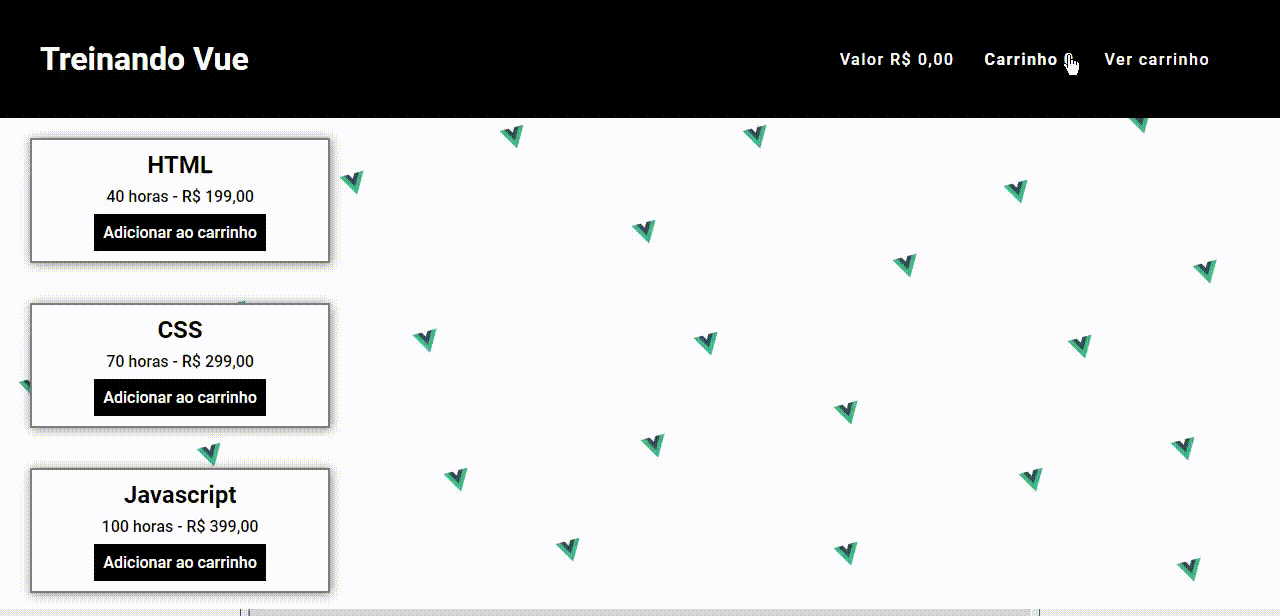 Treinando Vue
Valor R$ 0,00 Carrinho Ver carrinho
HTML
40 horas - R$ 199,00
Adicionar ao carrinho
CSS
70 horas - R$ 299,00
Adicionar ao carrinho
Javascript
100 horas - R$ 399,00
Adicionar ao carrinho